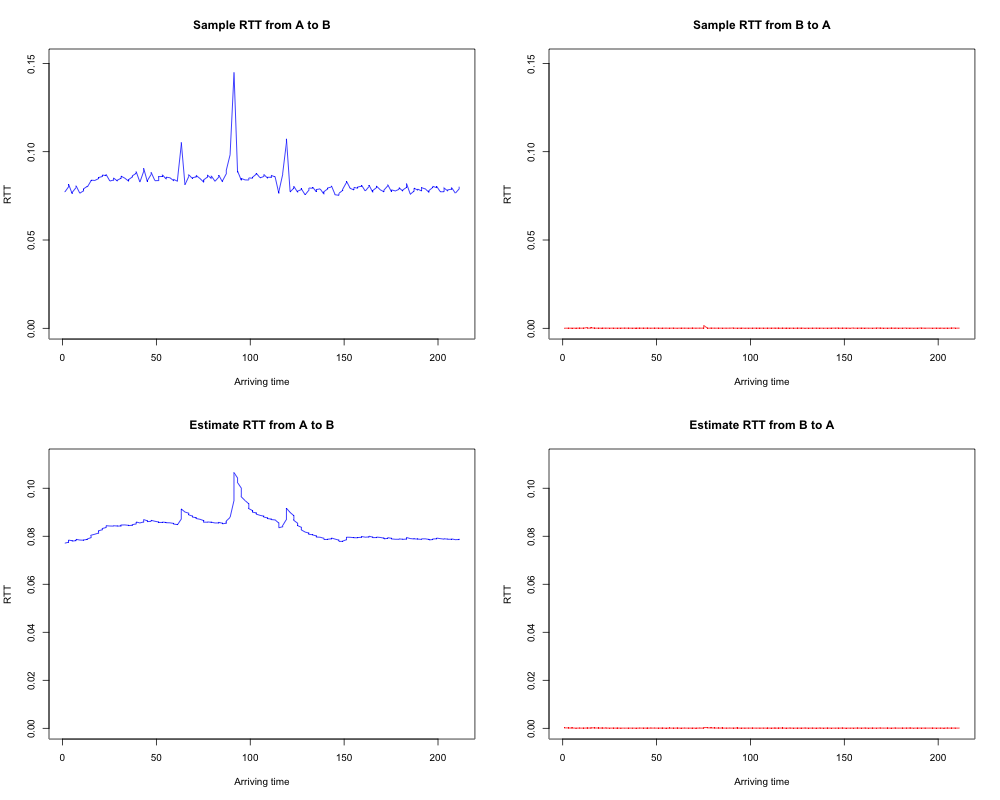 Sample RTT from A to B
RTT
0.00 0.05 0.10 0.15
0 50 100 150 200
Arriving time
Sample RTT from B to A
RTT
0.00 0.05 0.10 0.15
0 50 100 150 200
Arriving time
Estimate RTT from A to B
RTT
0.00 0.02 0.04 0.06 0.08 0.10
0 50 100 150 200
Arriving time
Estimate RTT from B to A
RTT
0.00 0.02 0.04 0.06 0.08 0.10
0 50 100 150 200
Arriving time